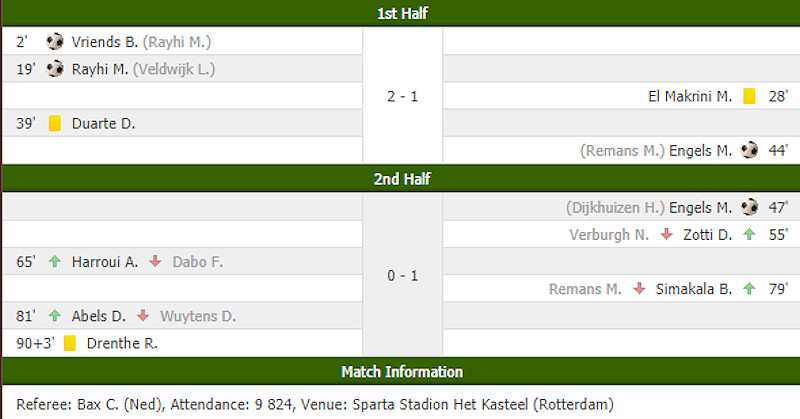 1st Half
2' Vriends B. (Rayhi M.)
19' Rayhi M. (Veldwijk L.)
2 - 1
El Makrini M. 28'
39' Duarte D.
(Remans M.) Engels M. 44'
2nd Half
(Dijkhuizen H.) Engels M. 47'
Verburgh N. Zotti D. 55'
65' Harroui A. Dabo F.
0 - 1
Remans M. Simakala B. 79'
81' Abels D. Wuytens D.
90+3' Drenthe R.
Match Information
Referee: Bax C. (Ned), Attendance: 9 824, Venue: Sparta Stadion Het Kasteel (Rotterdam)